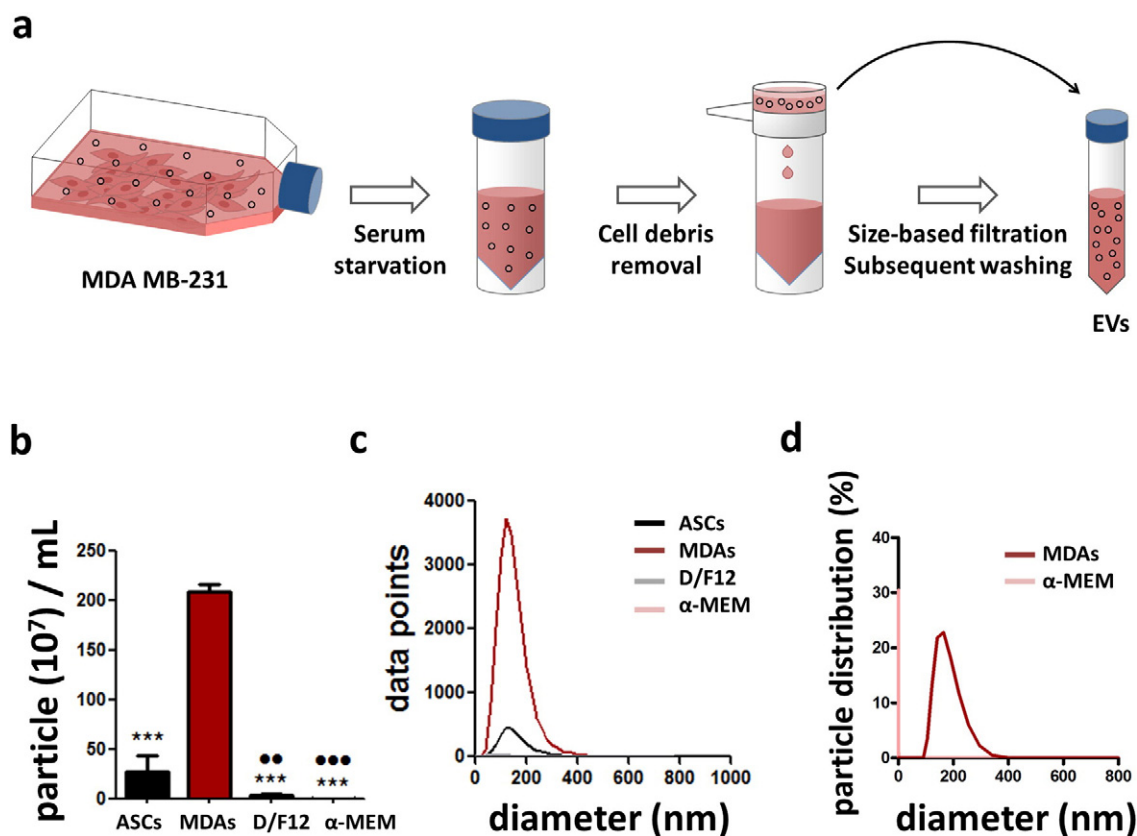 a
MDA MB-231
Serum
starvation
Cell debris
removal
Size-based filtration
Subsequent washing
EVs
b
particle (10⁷) / mL
250
200
150
100
50
0
***
●●
***
●●●
***
ASCs MDAs D/F12 α-MEM
c
data points
4000
3000
2000
1000
0
0 200 400 600 800 1000
diameter (nm)
ASCs
MDAs
D/F12
α-MEM
d
particle distribution (%)
40
30
20
10
0
0 200 400 600 800
diameter (nm)
MDAs
α-MEM